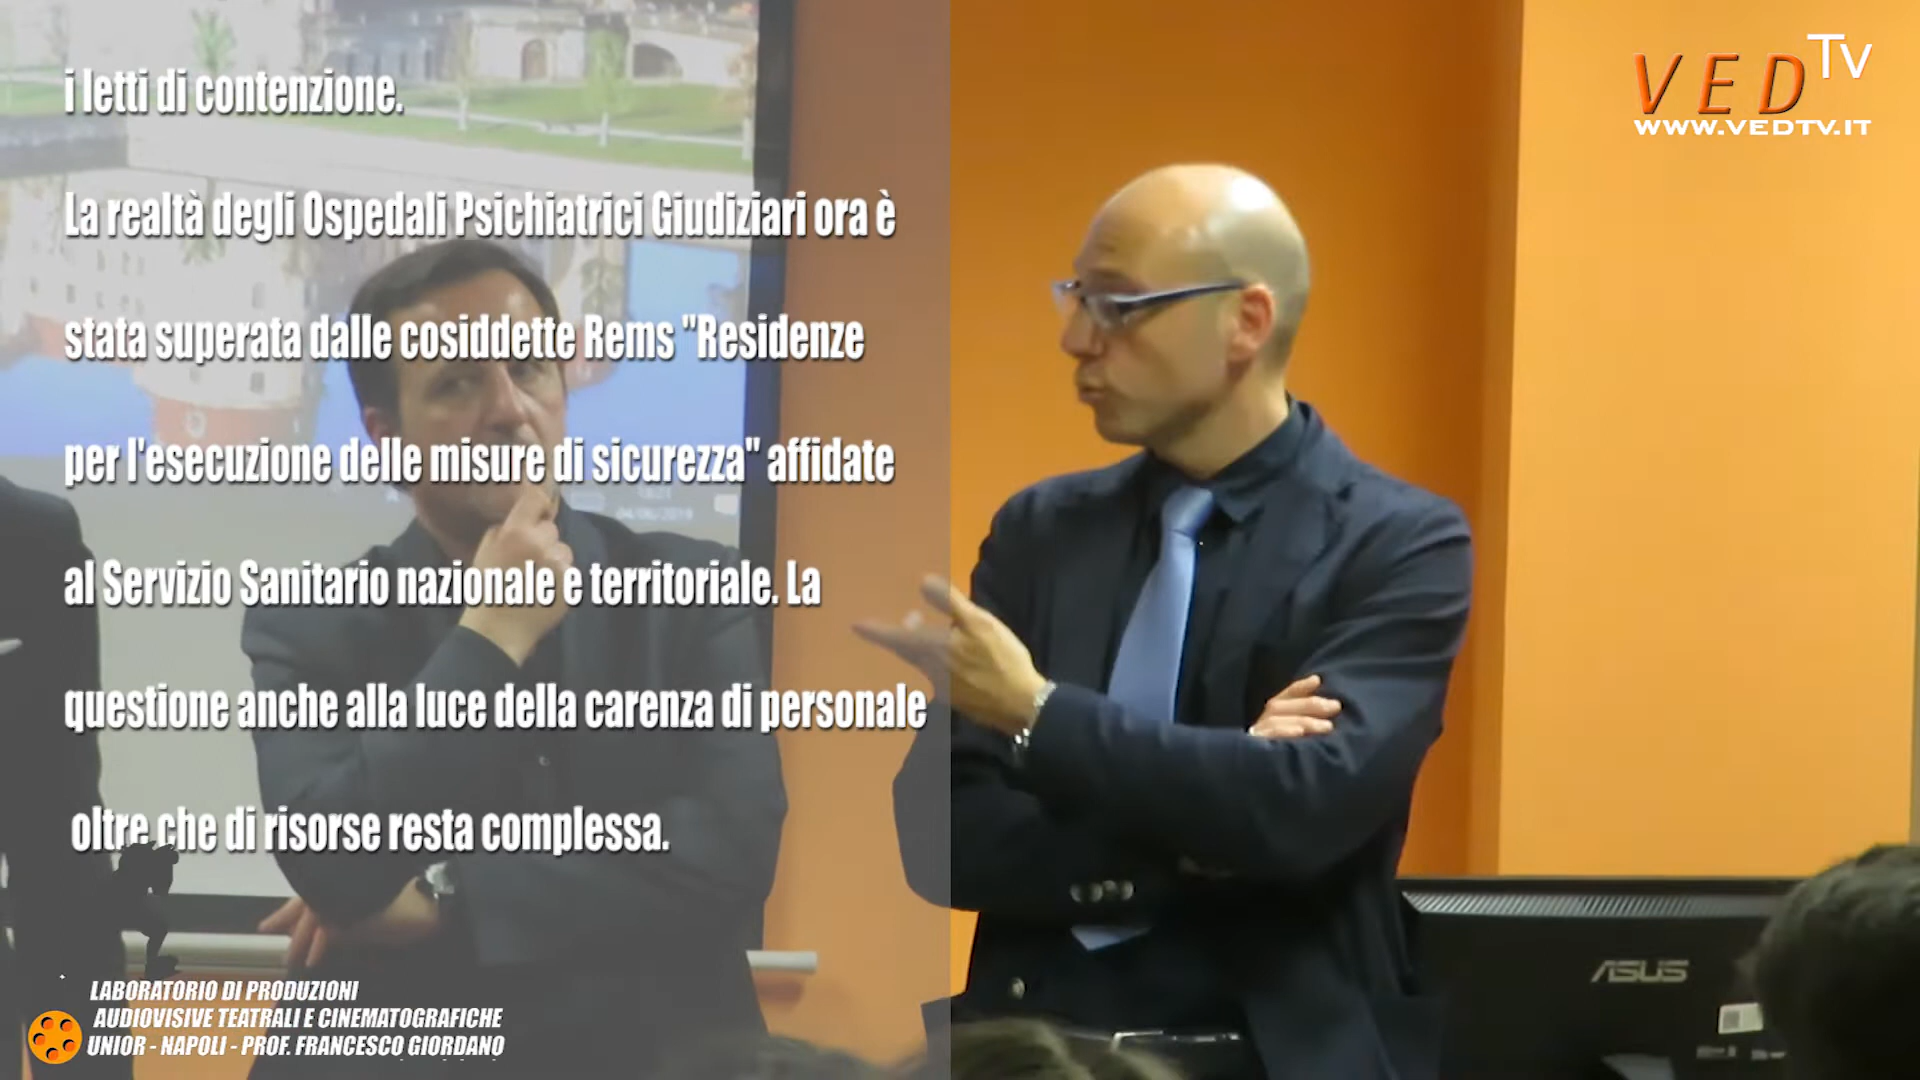 VED Tv
WWW.VEDTV.IT
i letti di contenzione.
La realtà degli Ospedali Psichiatrici Giudiziari ora è
stata superata dalle cosiddette Rems "Residenze
per l'esecuzione delle misure di sicurezza" affidate
al Servizio Sanitario nazionale e territoriale. La
questione anche alla luce della carenza di personale
oltre che di risorse resta complessa.
04/06/2019
ASUS
LABORATORIO DI PRODUZIONI
AUDIOVISIVE TEATRALI E CINEMATOGRAFICHE
UNIOR - NAPOLI - PROF. FRANCESCO GIORDANO